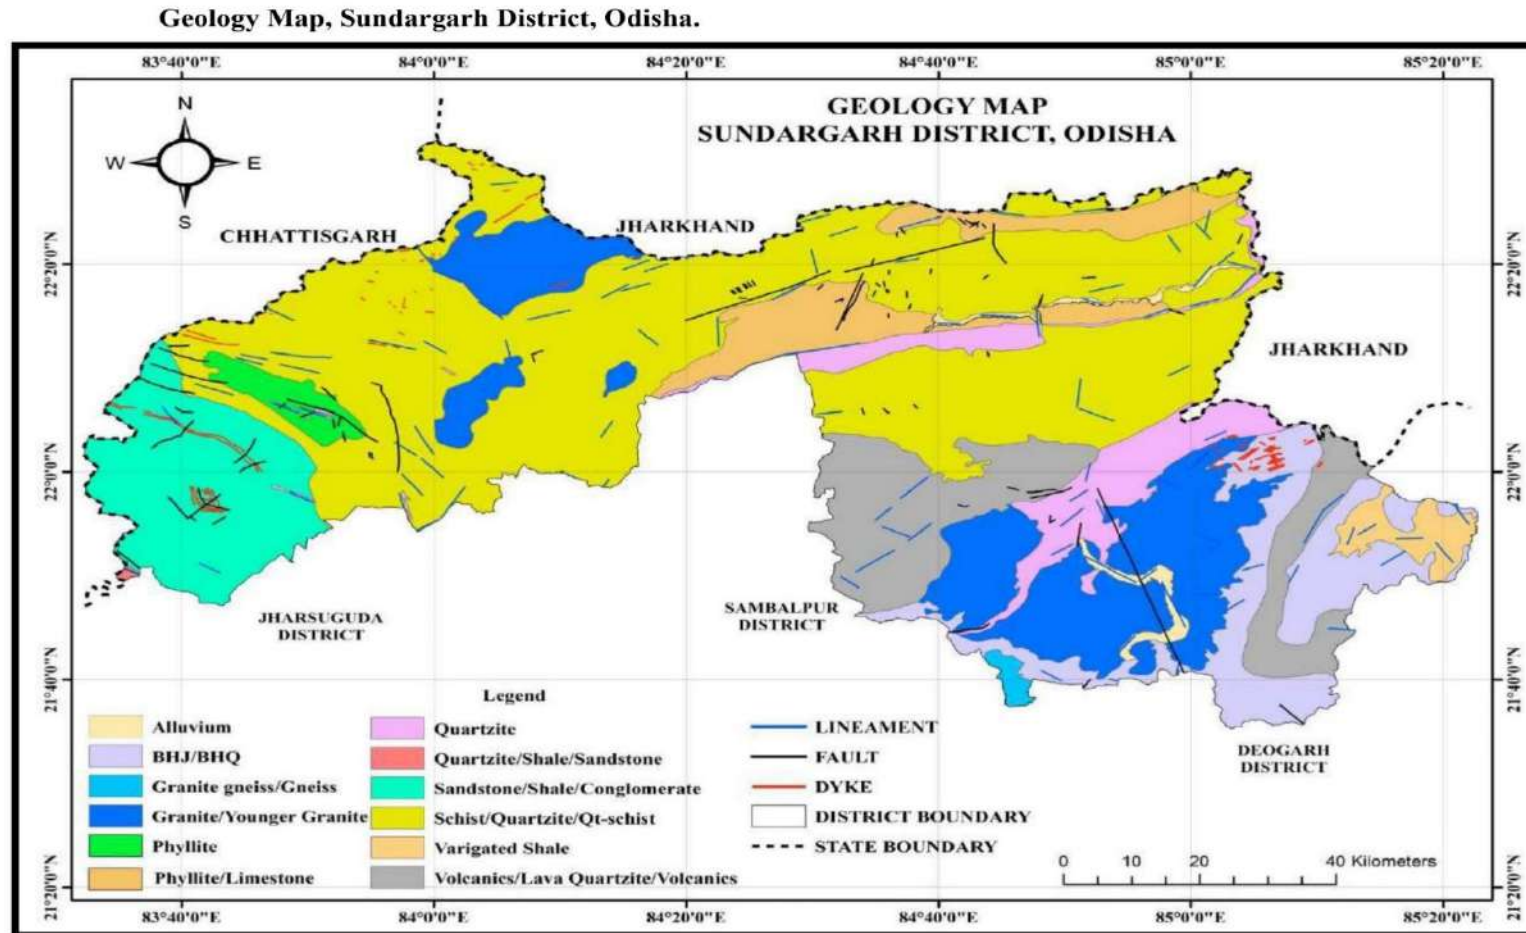 Geology Map, Sundargarh District, Odisha.
83°40'0"E 84°0'0"E 84°20'0"E 84°40'0"E 85°0'0"E 85°20'0"E
GEOLOGY MAP
SUNDARGARH DISTRICT, ODISHA
N
W E
S
CHHATTISGARH
JHARKHAND
22°20'0"N 22°20'0"N
JHARKHAND
22°0'0"N 22°0'0"N
JHARSUGUDA
DISTRICT
SAMBALPUR
DISTRICT
21°40'0"N 21°40'0"N
DEOGARH
DISTRICT
Legend
Alluvium
BHJ/BHQ
Granite gneiss/Gneiss
Granite/Younger Granite
Phyllite
Phyllite/Limestone
Quartzite
Quartzite/Shale/Sandstone
Sandstone/Shale/Conglomerate
Schist/Quartzite/Qt-schist
Varigated Shale
Volcanics/Lava Quartzite/Volcanics
LINEAMENT
FAULT
DYKE
DISTRICT BOUNDARY
STATE BOUNDARY
0 10 20 40 Kilometers
21°20'0"N 21°20'0"N
83°40'0"E 84°0'0"E 84°20'0"E 84°40'0"E 85°0'0"E 85°20'0"E